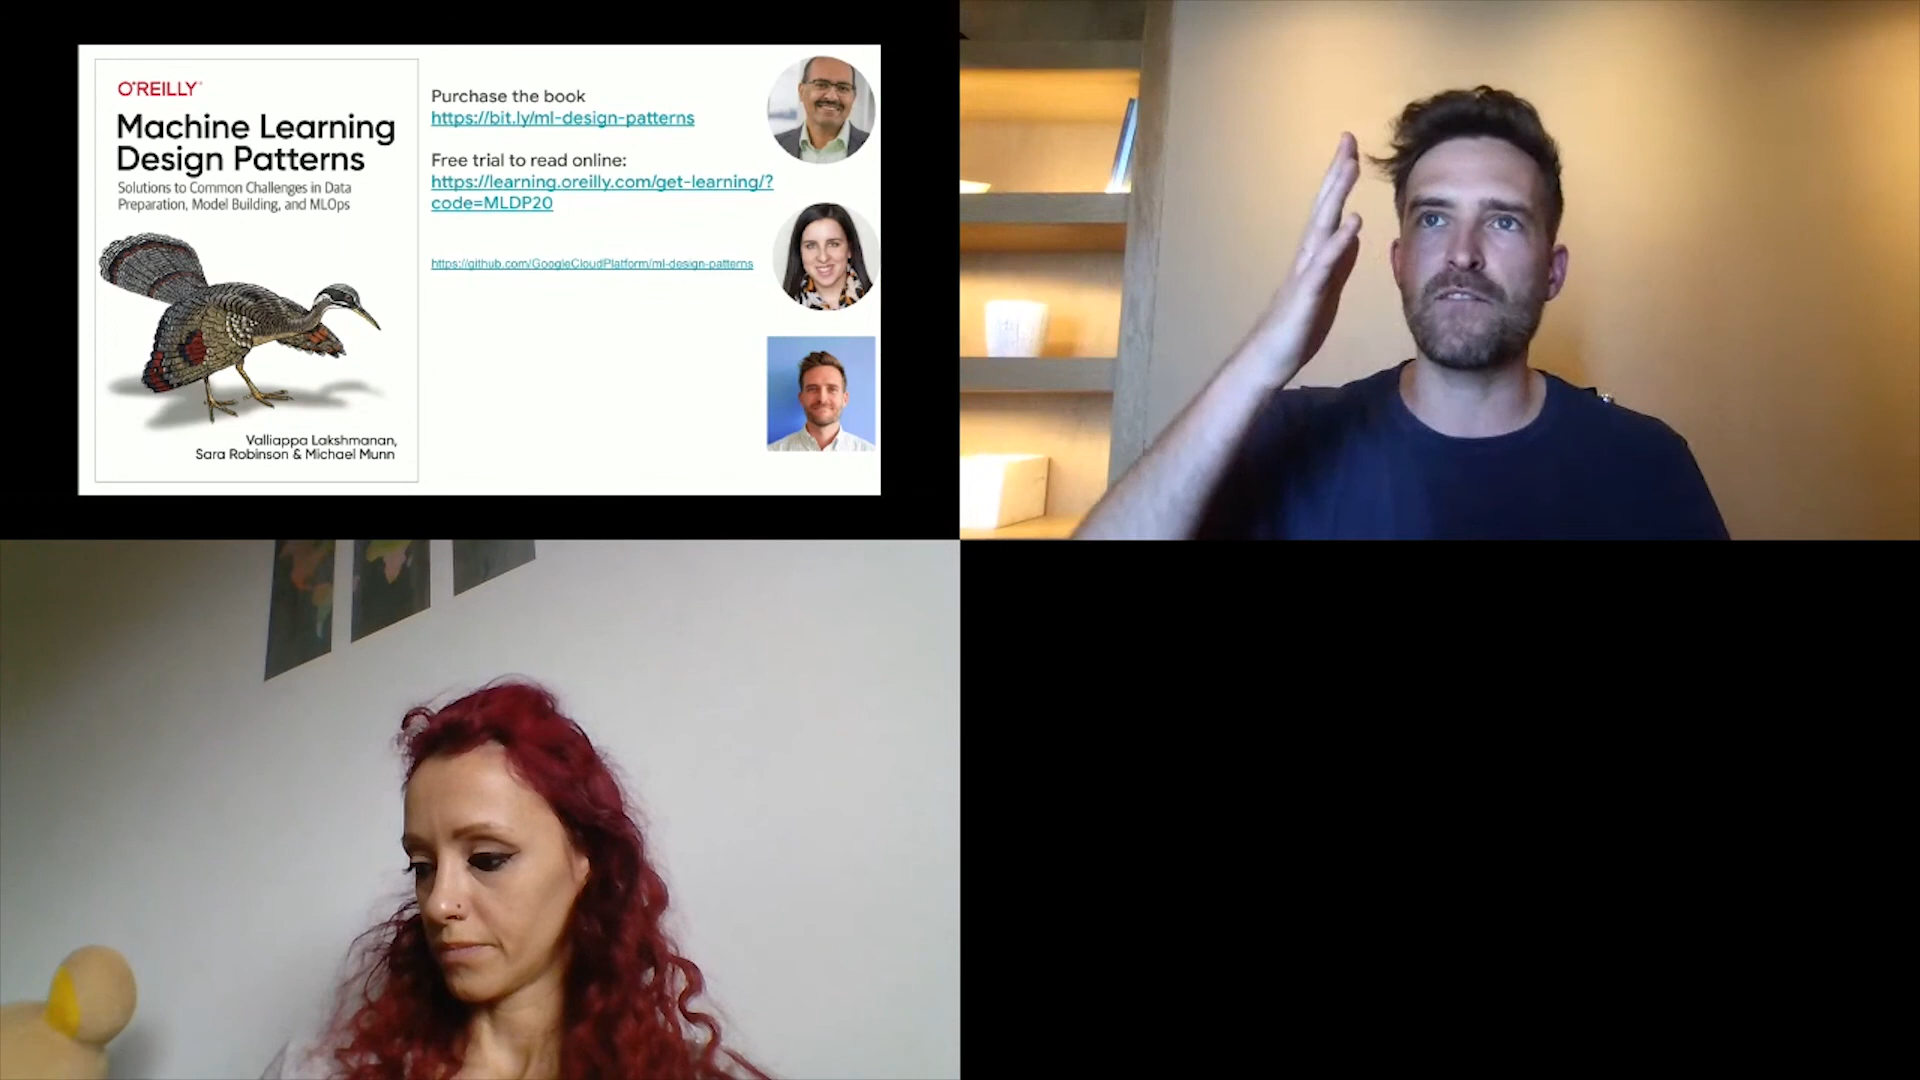 O'REILLY
Machine Learning
Design Patterns
Solutions to Common Challenges in Data
Preparation, Model Building, and MLOps
Valliappa Lakshmanan,
Sara Robinson & Michael Munn
Purchase the book
https://bit.ly/ml-design-patterns
Free trial to read online:
https://learning.oreilly.com/get-learning/?
code=MLDP20
https://github.com/GoogleCloudPlatform/ml-design-patterns